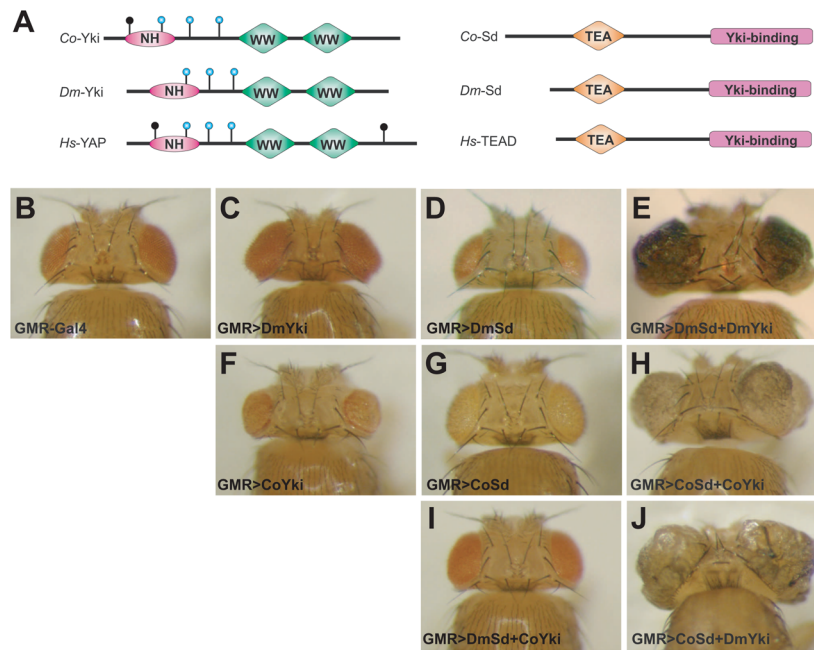 A
Co-Yki NH WW WW
Dm-Yki NH WW WW
Hs-YAP NH WW WW
Co-Sd TEA Yki-binding
Dm-Sd TEA Yki-binding
Hs-TEAD TEA Yki-binding
B
GMR-Gal4
C
GMR>DmYki
D
GMR>DmSd
E
GMR>DmSd+DmYki
F
GMR>CoYki
G
GMR>CoSd
H
GMR>CoSd+CoYki
I
GMR>DmSd+CoYki
J
GMR>CoSd+DmYki